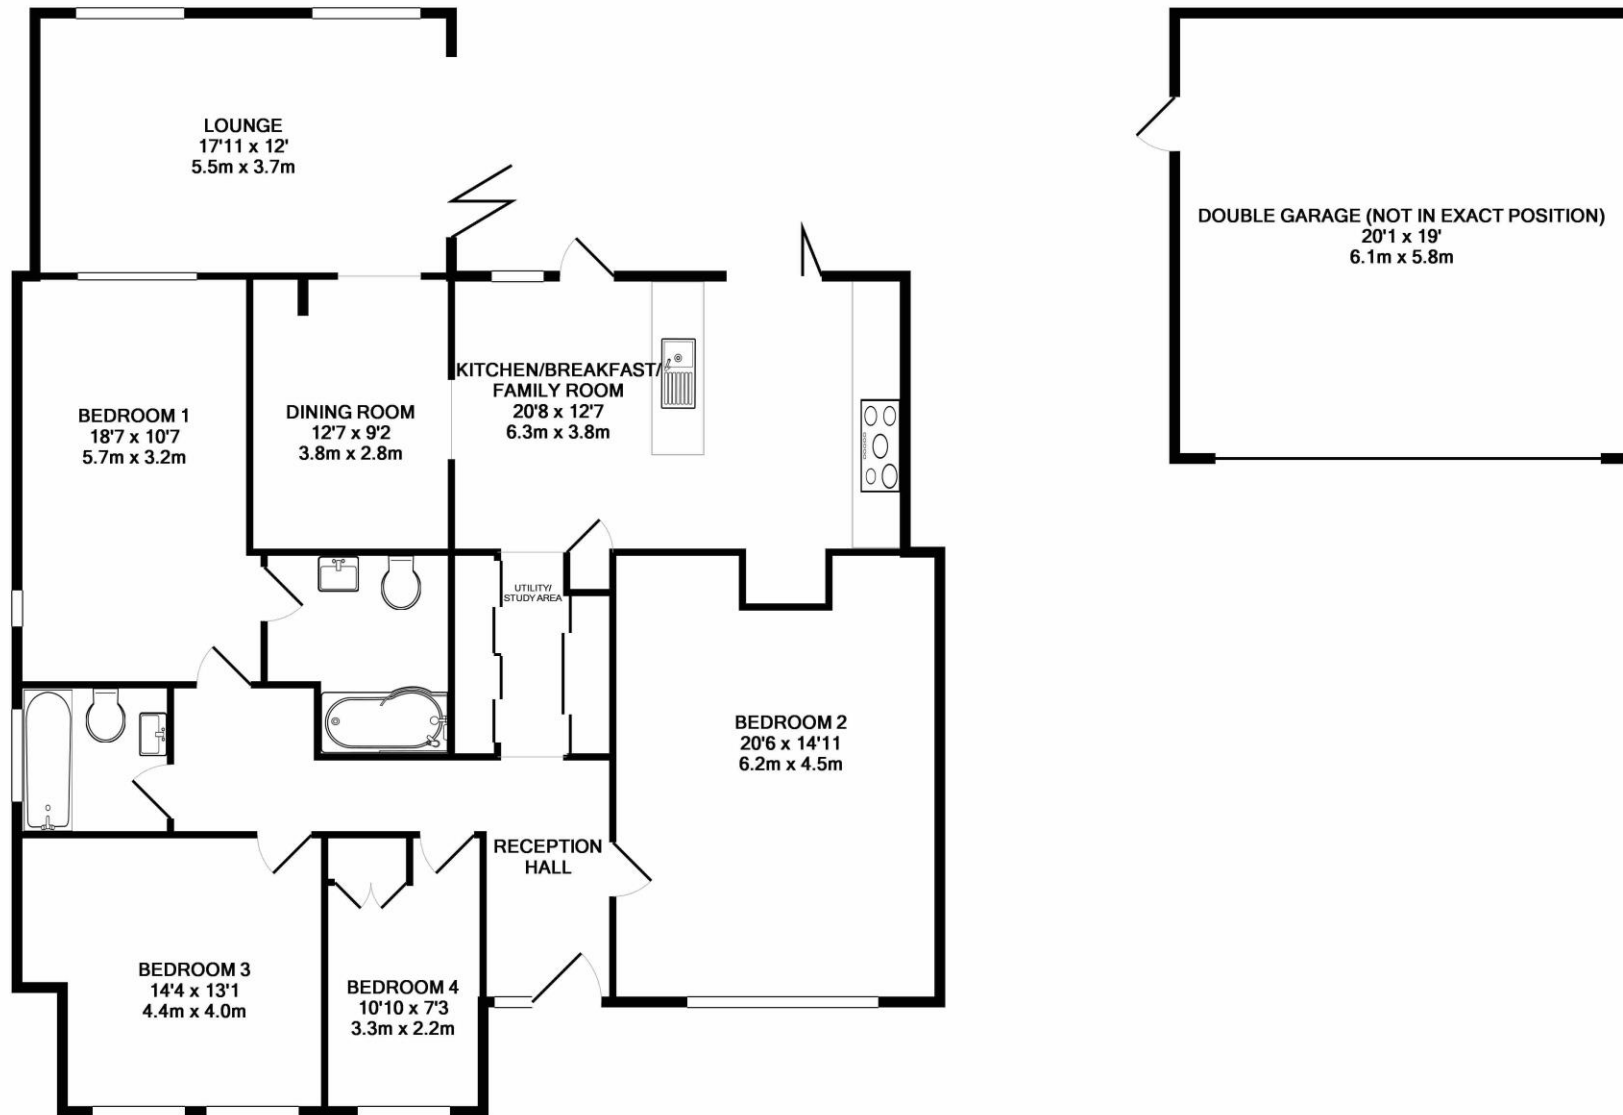 LOUNGE
17'11 x 12'
5.5m x 3.7m
DOUBLE GARAGE (NOT IN EXACT POSITION)
20'1 x 19'
6.1m x 5.8m
BEDROOM 1
18'7 x 10'7
5.7m x 3.2m
DINING ROOM
12'7 x 9'2
3.8m x 2.8m
KITCHEN/BREAKFAST/
FAMILY ROOM
20'8 x 12'7
6.3m x 3.8m
UTILITY/
STUDY AREA
BEDROOM 2
20'6 x 14'11
6.2m x 4.5m
RECEPTION
HALL
BEDROOM 3
14'4 x 13'1
4.4m x 4.0m
BEDROOM 4
10'10 x 7'3
3.3m x 2.2m